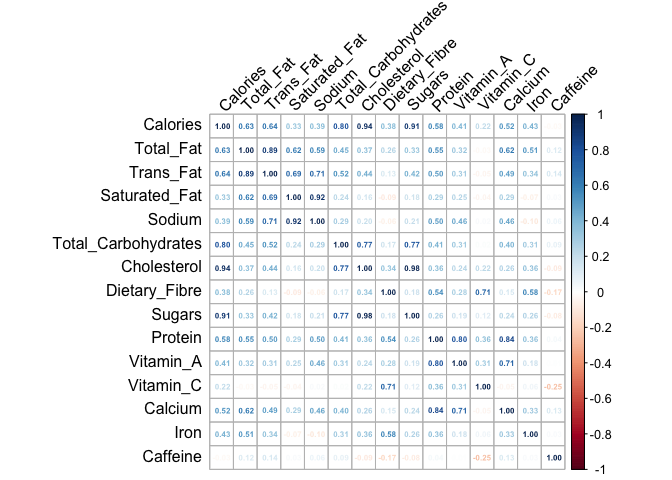 Calories Total_Fat Trans_Fat Saturated_Fat Sodium Total_Carbohydrates Cholesterol Dietary_Fibre Sugars Protein Vitamin_A Vitamin_C Calcium Iron Caffeine
Calories 1.00 0.63 0.64 0.33 0.39 0.80 0.94 0.38 0.91 0.58 0.41 0.22 0.52 0.43
Total_Fat 0.63 1.00 0.89 0.62 0.59 0.45 0.37 0.26 0.33 0.55 0.32 0.62 0.51 0.12
Trans_Fat 0.64 0.89 1.00 0.69 0.71 0.52 0.44 0.13 0.42 0.50 0.31 0.49 0.34 0.14
Saturated_Fat 0.33 0.62 0.69 1.00 0.92 0.24 0.16 0.18 0.29 0.25 0.29
Sodium 0.39 0.59 0.71 0.92 1.00 0.29 0.20 0.21 0.50 0.46 0.46
Total_Carbohydrates 0.80 0.45 0.52 0.24 0.29 1.00 0.77 0.17 0.77 0.41 0.31 0.40 0.31
Cholesterol 0.94 0.37 0.44 0.16 0.20 0.77 1.00 0.34 0.98 0.36 0.24 0.22 0.26 0.36
Dietary_Fibre 0.38 0.26 0.13 0.17 0.34 1.00 0.18 0.54 0.28 0.71 0.15 0.58 -0.17
Sugars 0.91 0.33 0.42 0.18 0.21 0.77 0.98 0.18 1.00 0.26 0.19 0.12 0.24 0.26
Protein 0.58 0.55 0.50 0.29 0.50 0.41 0.36 0.54 0.26 1.00 0.80 0.36 0.84 0.36
Vitamin_A 0.41 0.32 0.31 0.25 0.46 0.31 0.24 0.28 0.19 0.80 1.00 0.31 0.71 0.18
Vitamin_C 0.22 0.22 0.71 0.12 0.36 0.31 1.00 -0.25
Calcium 0.52 0.62 0.49 0.29 0.46 0.40 0.26 0.15 0.24 0.84 0.71 1.00 0.33 0.13
Iron 0.43 0.51 0.34 0.31 0.36 0.58 0.26 0.36 0.18 0.33 1.00
Caffeine 0.12 0.14 -0.17 -0.25 0.13 1.00
1
0.8
0.6
0.4
0.2
0
-0.2
-0.4
-0.6
-0.8
-1